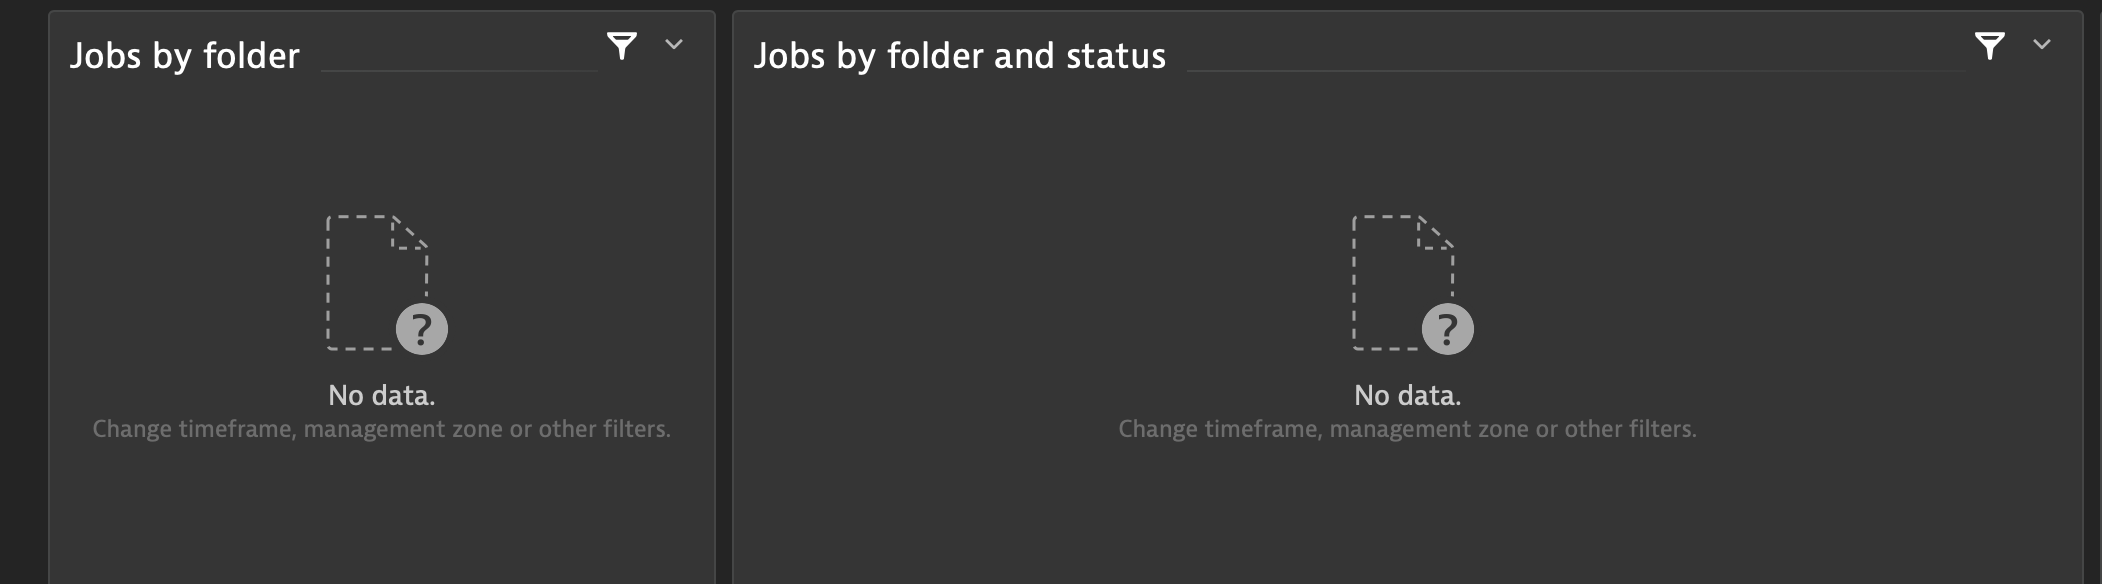 Jobs by folder
No data.
Change timeframe, management zone or other filters.
Jobs by folder and status
No data.
Change timeframe, management zone or other filters.